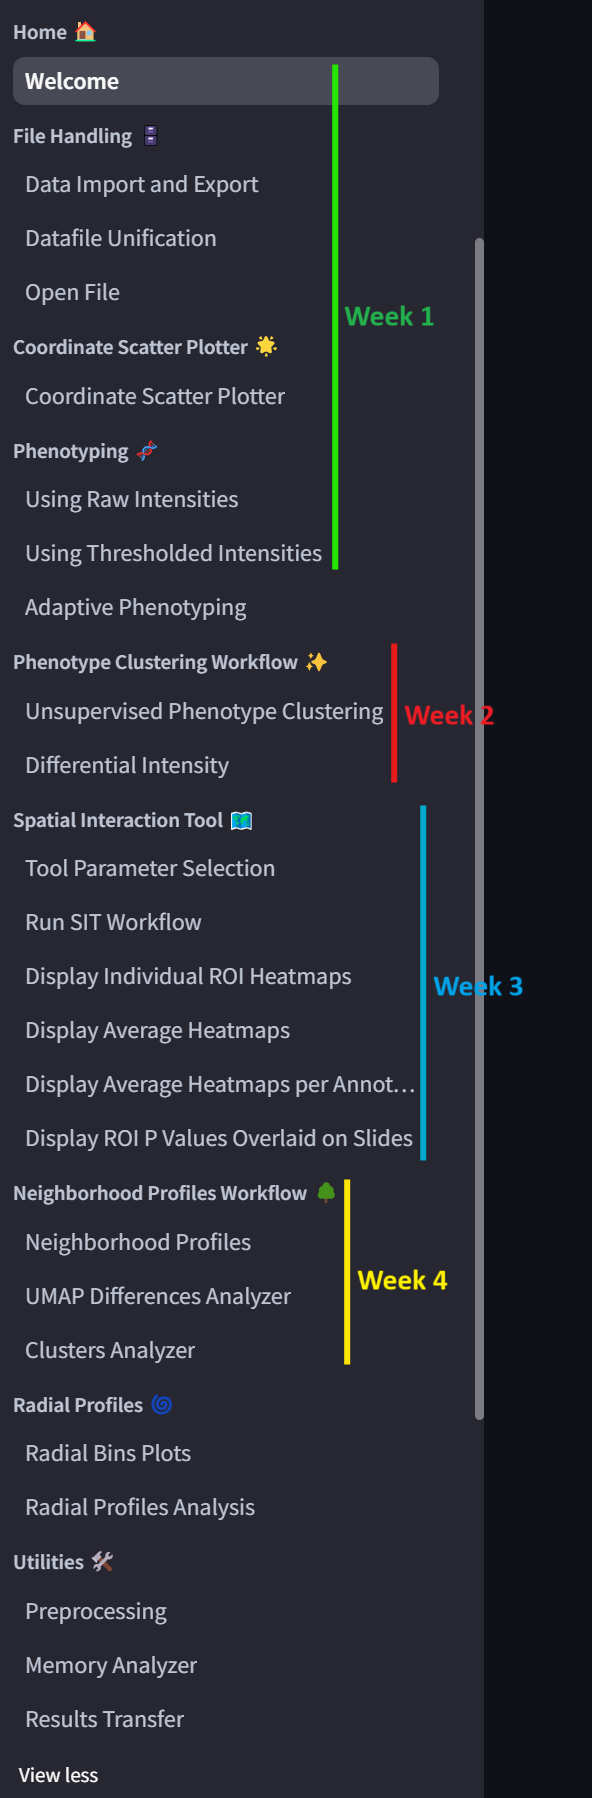 Home
Welcome
File Handling
Data Import and Export
Datafile Unification
Open File
Week 1
Coordinate Scatter Plotter
Coordinate Scatter Plotter
Phenotyping
Using Raw Intensities
Using Thresholded Intensities
Adaptive Phenotyping
Phenotype Clustering Workflow
Unsupervised Phenotype Clustering
Week 2
Differential Intensity
Spatial Interaction Tool
Tool Parameter Selection
Run SIT Workflow
Display Individual ROI Heatmaps
Week 3
Display Average Heatmaps
Display Average Heatmaps per Annot...
Display ROI P Values Overlaid on Slides
Neighborhood Profiles Workflow
Neighborhood Profiles
Week 4
UMAP Differences Analyzer
Clusters Analyzer
Radial Profiles
Radial Bins Plots
Radial Profiles Analysis
Utilities
Preprocessing
Memory Analyzer
Results Transfer
View less